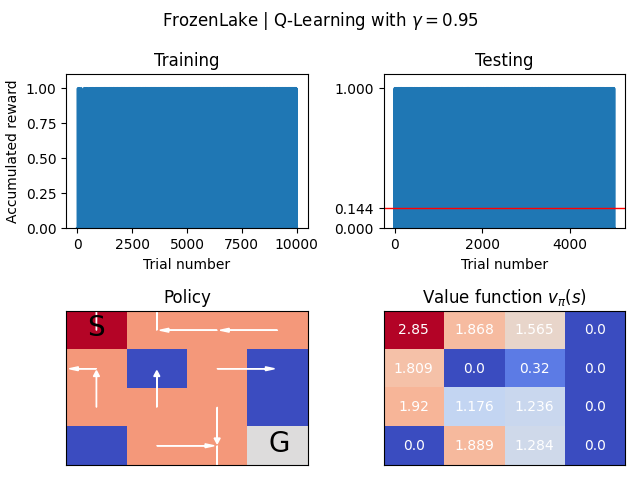 FrozenLake | Q-Learning with γ = 0.95
Training
Testing
Accumulated reward
1.00
0.75
0.50
0.25
0.00
0 2500 5000 7500 10000
Trial number
1.000
0.144
0.000
0 2000 4000
Trial number
Policy
S
G
Value function vπ(s)
2.85 1.868 1.565 0.0
1.809 0.0 0.32 0.0
1.92 1.176 1.236 0.0
0.0 1.889 1.284 0.0